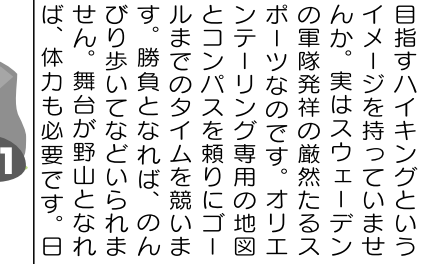 目指すハイキングという
イメージを持っていませ
んか。実はスウェーデン
の軍隊発祥の厳然たるス
ポーツなのです。オリエ
ンテーリング専用の地図
とコンパスを頼りにゴー
ルまでのタイムを競いま
す。勝負となれば、のん
びり歩いてなどいられま
せん。舞台が野山となれ
ば、体力も必要です。日
1